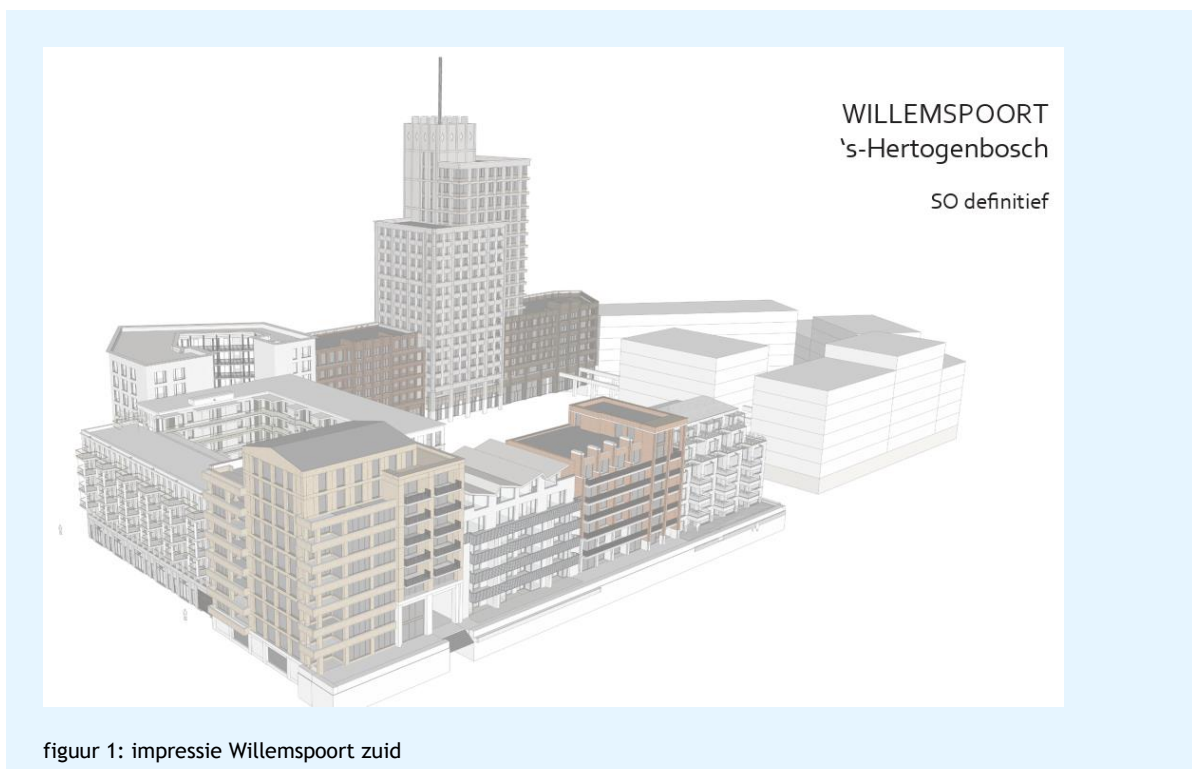 WILLEMSPOORT
‘s-Hertogenbosch
SO definitief
figuur 1: impressie Willemspoort zuid